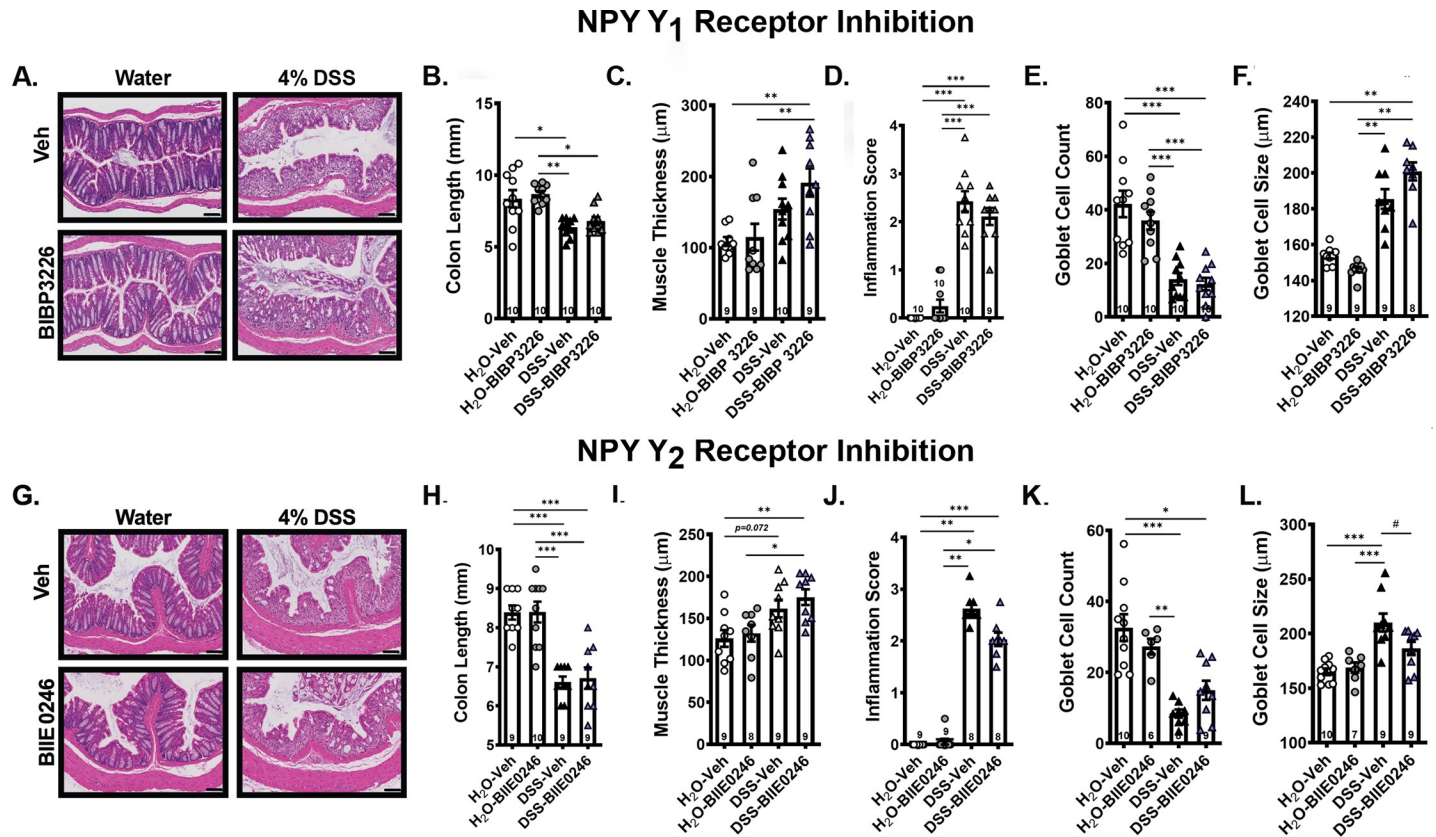 NPY Y1 Receptor Inhibition
A.
Water
4% DSS
Veh
BIBP3226
B.
Colon Length (mm)
15
10
5
0
*
*
**
10
10
10
10
H2O-Veh
H2O-BIBP3226
DSS-Veh
DSS-BIBP3226
C.
Muscle Thickness (μm)
300
200
100
0
**
**
9
9
10
9
H2O-Veh
H2O-BIBP 3226
DSS-Veh
DSS-BIBP 3226
D.
Inflammation Score
4
3
2
1
0
***
***
***
***
10
10
10
9
H2O-Veh
H2O-BIBP3226
DSS-Veh
DSS-BIBP3226
E.
Goblet Cell Count
80
60
40
20
0
***
***
***
***
10
10
10
H2O-Veh
H2O-BIBP3226
DSS-Veh
DSS-BIBP3226
F.
Goblet Cell Size (μm)
240
220
200
180
160
140
120
**
**
**
9
9
9
8
H2O-Veh
H2O-BIBP3226
DSS-Veh
DSS-BIBP3226
NPY Y2 Receptor Inhibition
G.
Water
4% DSS
Veh
BIIE0246
H.
Colon Length (mm)
10
9
8
7
6
5
***
***
***
***
9
10
9
9
H2O-Veh
H2O-BIIE0246
DSS-Veh
DSS-BIIE0246
I.
Muscle Thickness (μm)
250
200
150
100
50
0
**
p=0.072
*
9
8
9
9
H2O-Veh
H2O-BIIE0246
DSS-Veh
DSS-BIIE0246
J.
Inflammation Score
4
3
2
1
0
***
**
*
**
9
9
8
8
H2O-Veh
H2O-BIIE0246
DSS-Veh
DSS-BIIE0246
K.
Goblet Cell Count
60
40
20
0
*
***
**
10
6
9
H2O-Veh
H2O-BIIE0246
DSS-Veh
DSS-BIIE0246
L.
Goblet Cell Size (μm)
300
250
200
150
100
***
#
***
10
7
9
9
H2O-Veh
H2O-BIIE0246
DSS-Veh
DSS-BIIE0246